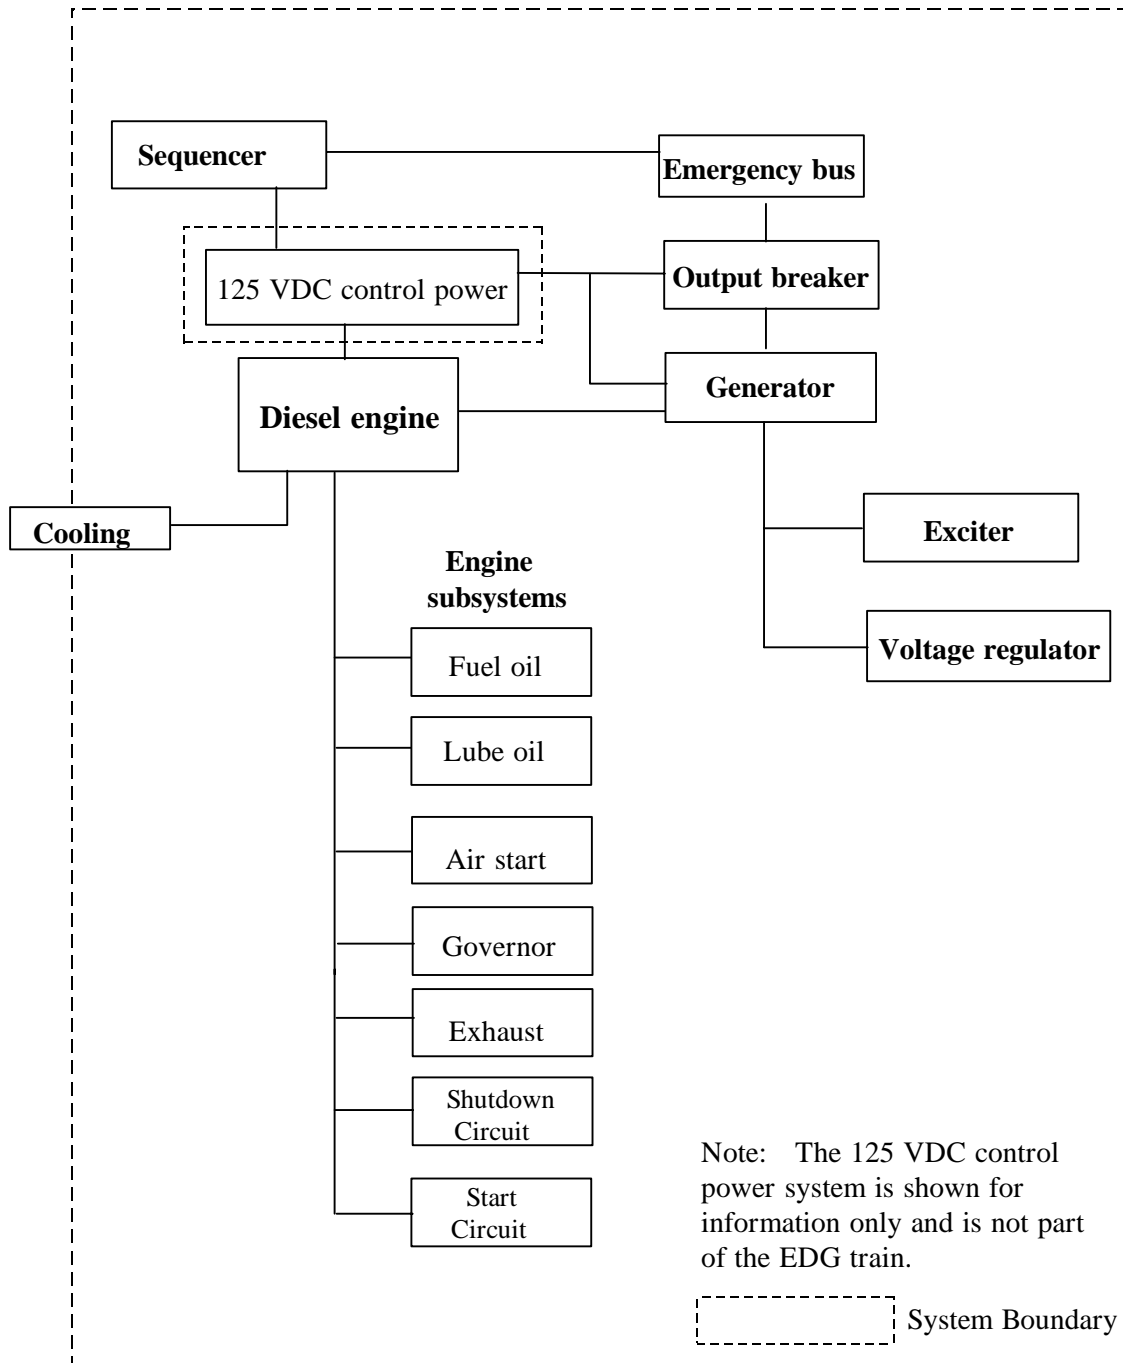 Sequencer
Emergency bus
125 VDC control power
Output breaker
Diesel engine
Generator
Cooling
Exciter
Engine
subsystems
Voltage regulator
Fuel oil
Lube oil
Air start
Governor
Exhaust
Shutdown
Circuit
Start
Circuit
Note: The 125 VDC control
power system is shown for
information only and is not part
of the EDG train.
System Boundary